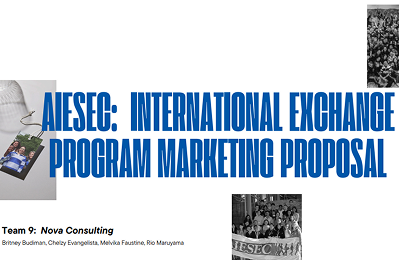 AIESEC: INTERNATIONAL EXCHANGE
PROGRAM MARKETING PROPOSAL
Team 9: Nova Consulting
Britney Budiman, Chelzy Evangelista, Melvika Faustine, Rio Maruyama
AIESEC